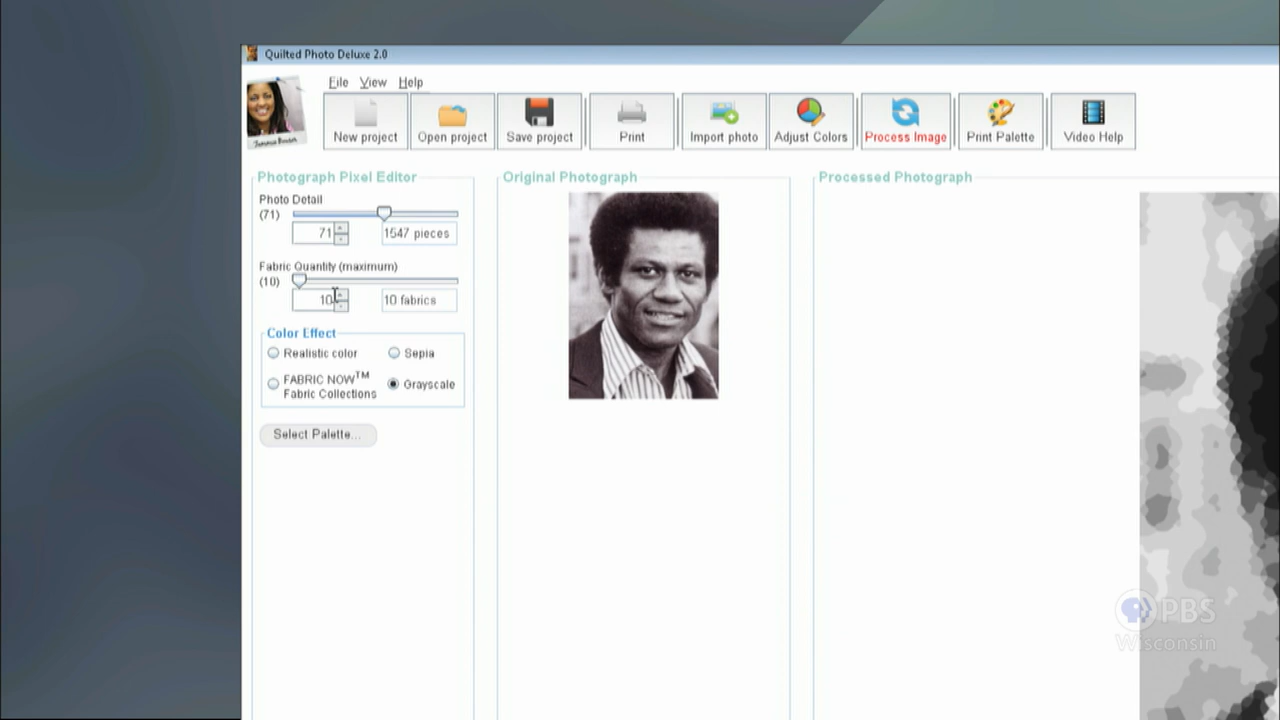 Quilted Photo Deluxe 2.0
File View Help
New project Open project Save project Print Import photo Adjust Colors Process Image Print Palette Video Help
Photograph Pixel Editor
Photo Detail
(71)
71 1547 pieces
Fabric Quantity (maximum)
(10)
10 10 fabrics
Color Effect
Realistic color Sepia
FABRIC NOW™
Fabric Collections
Grayscale
Select Palette...
Original Photograph
Processed Photograph
PBS
Wisconsin